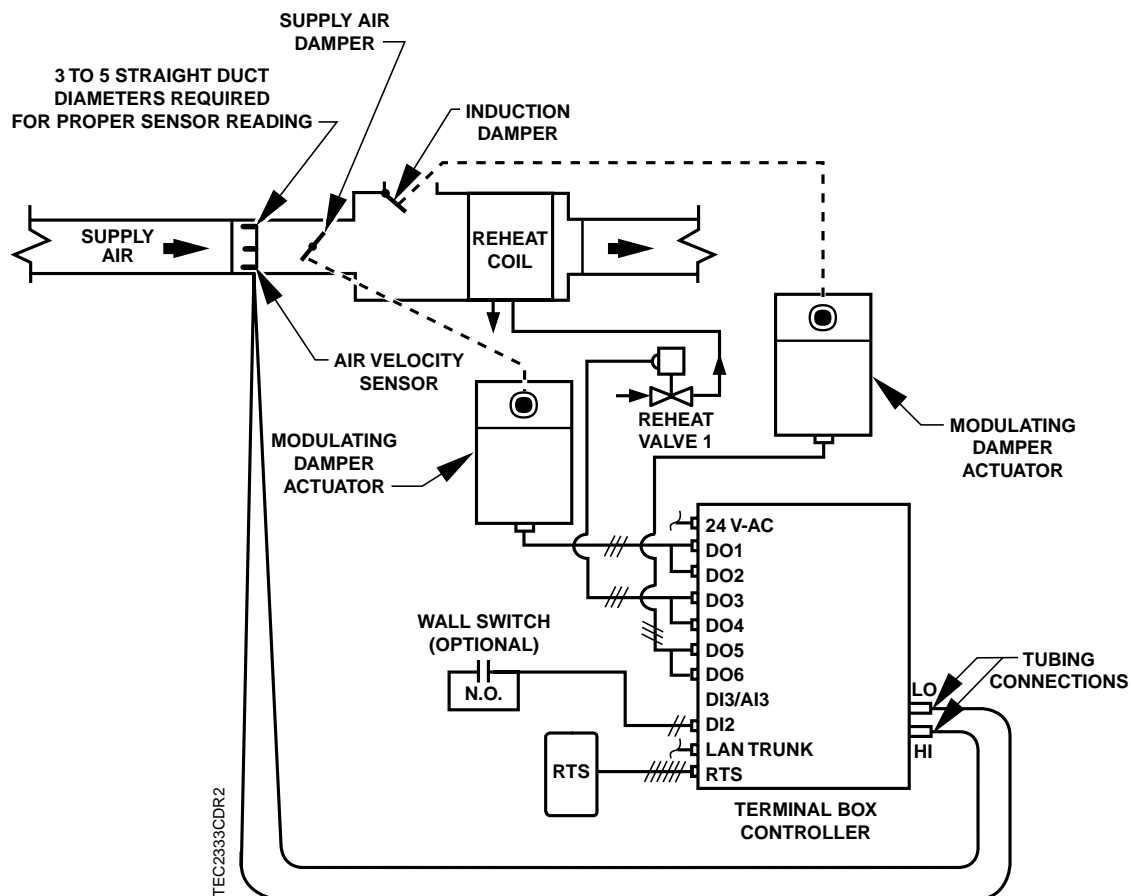 SUPPLY AIR
DAMPER
3 TO 5 STRAIGHT DUCT
DIAMETERS REQUIRED
FOR PROPER SENSOR READING
INDUCTION
DAMPER
SUPPLY
AIR
REHEAT
COIL
AIR VELOCITY
SENSOR
REHEAT
VALVE 1
MODULATING
DAMPER
ACTUATOR
MODULATING
DAMPER
ACTUATOR
24 V-AC
DO1
DO2
DO3
DO4
DO5
DO6
DI3/AI3
DI2
LAN TRUNK
RTS
WALL SWITCH
(OPTIONAL)
N.O.
RTS
LO
HI
TUBING
CONNECTIONS
TERMINAL BOX
CONTROLLER
TEC2333CDR2